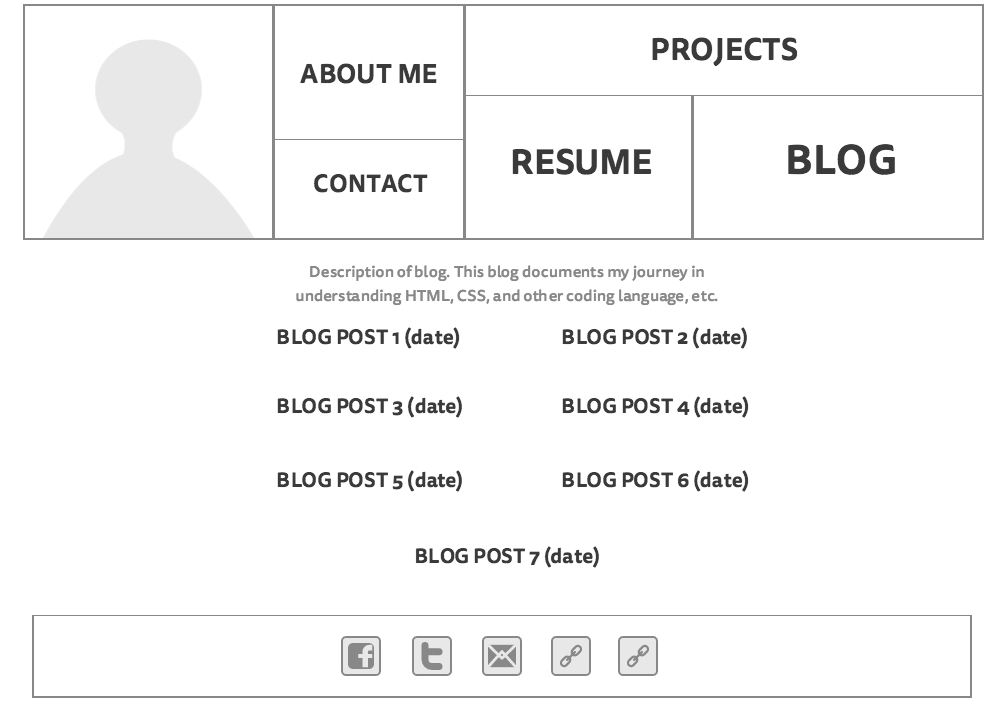 ABOUT ME
CONTACT
PROJECTS
RESUME
BLOG
Description of blog. This blog documents my journey in
understanding HTML, CSS, and other coding language, etc.
BLOG POST 1 (date)
BLOG POST 2 (date)
BLOG POST 3 (date)
BLOG POST 4 (date)
BLOG POST 5 (date)
BLOG POST 6 (date)
BLOG POST 7 (date)